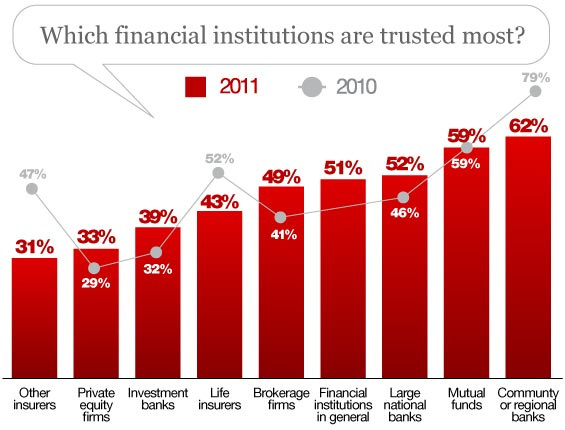 Which financial institutions are trusted most?
2011 2010
79%
62%
59%
59%
52%
46%
51%
49%
41%
52%
43%
39%
32%
33%
29%
47%
31%
Other
insurers
Private
equity
firms
Investment
banks
Life
insurers
Brokerage
firms
Financial
institutions
in general
Large
national
banks
Mutual
funds
Communty
or regional
banks